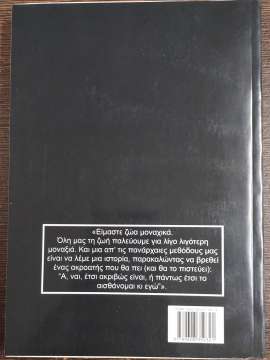 «Είμαστε ζώα μοναχικά.
Όλη μας τη ζωή παλεύουμε για λίγο λιγότερη
μοναξιά. Και μια απ' τις πανάρχαιες μεθόδους μας
είναι να λέμε μια ιστορία, παρακαλώντας να βρεθεί
ένας ακροατής που θα πει (και θα το πιστεύει):
"Α, ναι, έτσι ακριβώς είναι, ή πάντως έτσι το
αισθάνομαι κι εγώ"».